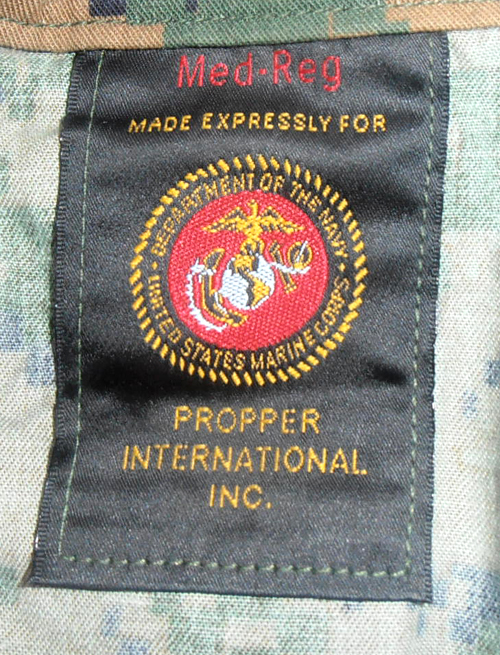 Med-Reg
MADE EXPRESSLY FOR
DEPARTMENT OF THE NAVY
UNITED STATES MARINE CORPS
PROPPER
INTERNATIONAL
INC.